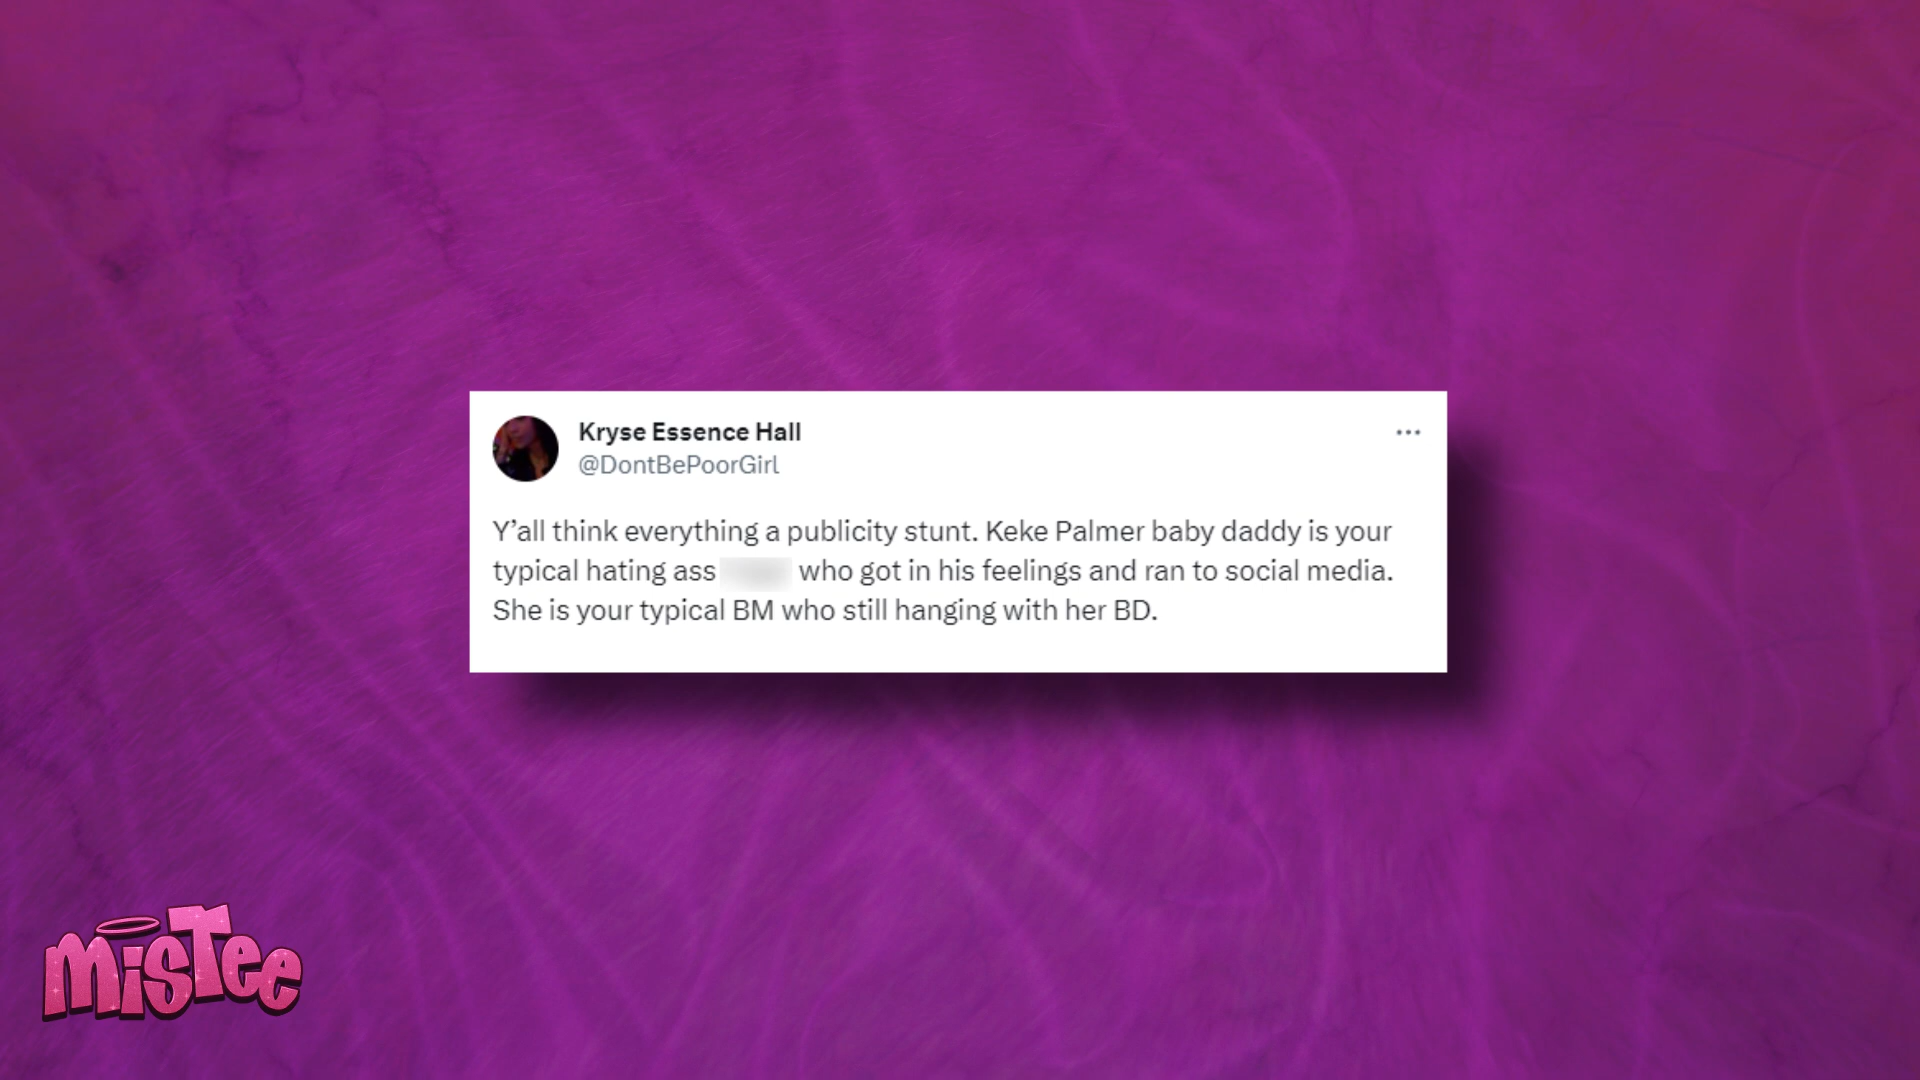 Kryse Essence Hall
@DontBePoorGirl
Y’all think everything a publicity stunt. Keke Palmer baby daddy is your
typical hating ass who got in his feelings and ran to social media.
She is your typical BM who still hanging with her BD.
misTee